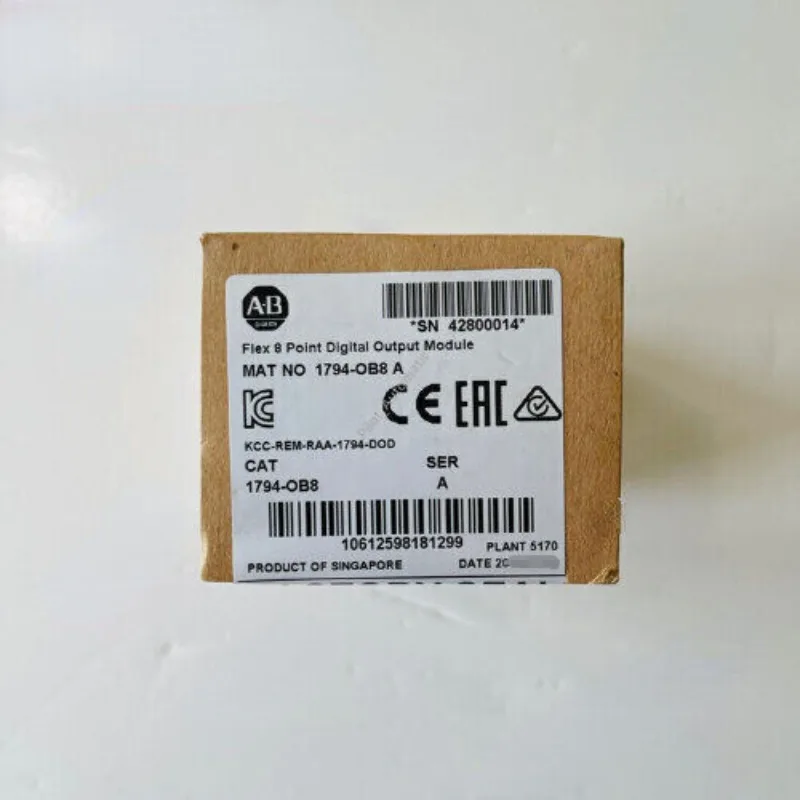 A-B
*SN 42800014*
Flex 8 Point Digital Output Module
MAT NO 1794-OB8 A
CE EAC
KCC-REM-RAA-1794-DOD
CAT SER
1794-OB8 A
10612598181299
PLANT 5170
PRODUCT OF SINGAPORE DATE 20